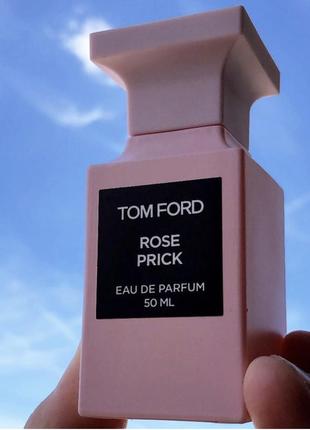 TOM FORD
ROSE
PRICK
EAU DE PARFUM
50 ML